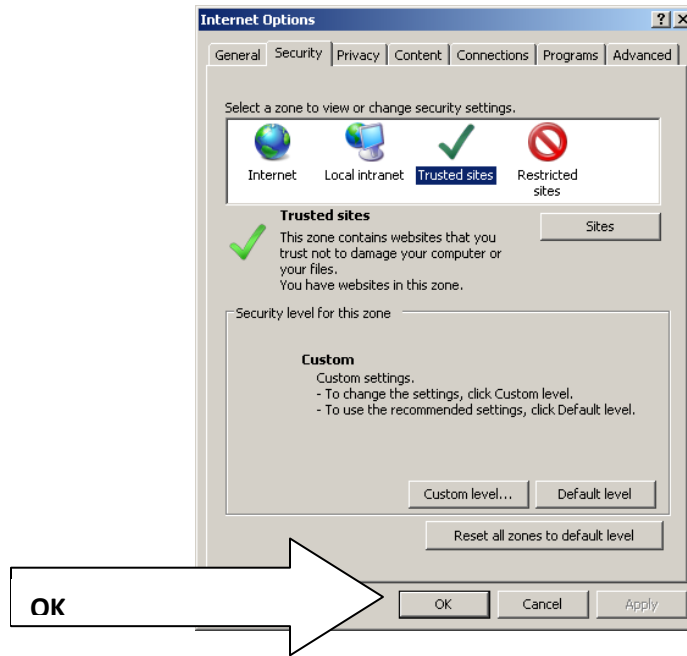 Internet Options
? X
General Security Privacy Content Connections Programs Advanced
Select a zone to view or change security settings.
Internet Local intranet Trusted sites Restricted
sites
Trusted sites
Sites
This zone contains websites that you
trust not to damage your computer or
your files.
You have websites in this zone.
Security level for this zone
Custom
Custom settings.
- To change the settings, click Custom level.
- To use the recommended settings, click Default level.
Custom level... Default level
Reset all zones to default level
OK
OK Cancel Apply